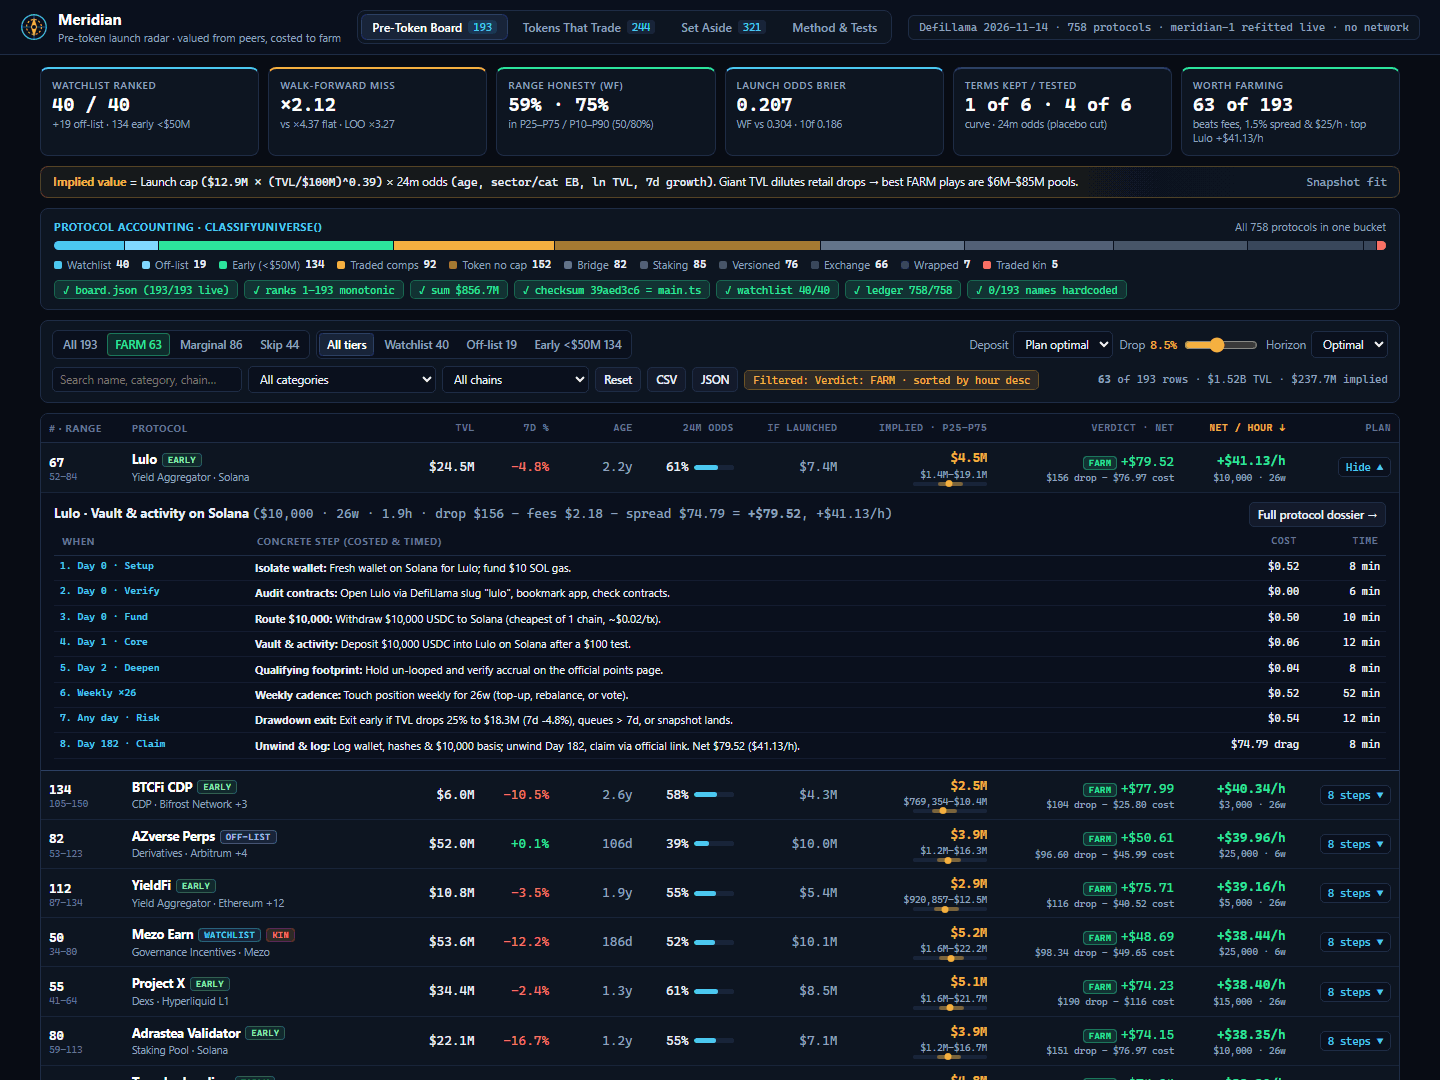 Meridian
Pre-token launch radar · valued from peers, costed to farm
Pre-Token Board 193
Tokens That Trade 244
Set Aside 321
Method & Tests
DefiLlama 2026-11-14 · 758 protocols · meridian-1 refitted live · no network
WATCHLIST RANKED
40 / 40
+19 off-list · 134 early <$50M
WALK-FORWARD MISS
×2.12
vs ×4.37 flat · LOO ×3.27
RANGE HONESTY (WF)
59% · 75%
in P25–P75 / P10–P90 (50/80%)
LAUNCH ODDS BRIER
0.207
WF vs 0.304 · 10f 0.186
TERMS KEPT / TESTED
1 of 6 · 4 of 6
curve · 24m odds (placebo cut)
WORTH FARMING
63 of 193
beats fees, 1.5% spread & $25/h · top
Lulo +$41.13/h
Implied value = Launch cap ($12.9M × (TVL/$100M)^0.39) × 24m odds (age, sector/cat EB, ln TVL, 7d growth). Giant TVL dilutes retail drops → best FARM plays are $6M–$85M pools.
Snapshot fit
PROTOCOL ACCOUNTING · CLASSIFYUNIVERSE()
All 758 protocols in one bucket
Watchlist 40 Off-list 19 Early (<$50M) 134 Traded comps 92 Token no cap 152 Bridge 82 Staking 85 Versioned 76 Exchange 66 Wrapped 7 Traded kin 5
✓ board.json (193/193 live) ✓ ranks 1–193 monotonic ✓ sum $856.7M ✓ checksum 39aed3c6 = main.ts ✓ watchlist 40/40 ✓ ledger 758/758 ✓ 0/193 names hardcoded
All 193 FARM 63 Marginal 86 Skip 44 All tiers Watchlist 40 Off-list 19 Early <$50M 134
Deposit Plan optimal Drop 8.5% Horizon Optimal
Search name, category, chain... All categories All chains Reset CSV JSON Filtered: Verdict: FARM · sorted by hour desc
63 of 193 rows · $1.52B TVL · $237.7M implied
# · RANGE PROTOCOL TVL 7D % AGE 24M ODDS IF LAUNCHED IMPLIED · P25–P75 VERDICT · NET NET / HOUR ↓ PLAN
67 Lulo EARLY $24.5M −4.8% 2.2y 61% $7.4M $4.5M FARM +$79.52 +$41.13/h Hide ▲
52–84 Yield Aggregator · Solana $1.4M–$19.1M $156 drop − $76.97 cost $10,000 · 26w
Lulo · Vault & activity on Solana ($10,000 · 26w · 1.9h · drop $156 − fees $2.18 − spread $74.79 = +$79.52, +$41.13/h)
Full protocol dossier →
WHEN CONCRETE STEP (COSTED & TIMED) COST TIME
1. Day 0 · Setup Isolate wallet: Fresh wallet on Solana for Lulo; fund $10 SOL gas. $0.52 8 min
2. Day 0 · Verify Audit contracts: Open Lulo via DefiLlama slug "lulo", bookmark app, check contracts. $0.00 6 min
3. Day 0 · Fund Route $10,000: Withdraw $10,000 USDC to Solana (cheapest of 1 chain, ~$0.02/tx). $0.50 10 min
4. Day 1 · Core Vault & activity: Deposit $10,000 USDC into Lulo on Solana after a $100 test. $0.06 12 min
5. Day 2 · Deepen Qualifying footprint: Hold un-looped and verify accrual on the official points page. $0.04 8 min
6. Weekly ×26 Weekly cadence: Touch position weekly for 26w (top-up, rebalance, or vote). $0.52 52 min
7. Any day · Risk Drawdown exit: Exit early if TVL drops 25% to $18.3M (7d -4.8%), queues > 7d, or snapshot lands. $0.54 12 min
8. Day 182 · Claim Unwind & log: Log wallet, hashes & $10,000 basis; unwind Day 182, claim via official link. Net $79.52 ($41.13/h). $74.79 drag 8 min
134 BTCFi CDP EARLY $6.0M −10.5% 2.6y 58% $4.3M $2.5M FARM +$77.99 +$40.34/h 8 steps ▼
105–150 CDP · Bifrost Network +3 $769,354–$10.4M $104 drop − $25.80 cost $3,000 · 26w
82 AZverse Perps OFF-LIST $52.0M +0.1% 106d 39% $10.0M $3.9M FARM +$50.61 +$39.96/h 8 steps ▼
53–123 Derivatives · Arbitrum +4 $1.2M–$16.3M $96.60 drop − $45.99 cost $25,000 · 6w
112 YieldFi EARLY $10.8M −3.5% 1.9y 55% $5.4M $2.9M FARM +$75.71 +$39.16/h 8 steps ▼
87–134 Yield Aggregator · Ethereum +12 $920,857–$12.5M $116 drop − $40.52 cost $5,000 · 26w
50 Mezo Earn WATCHLIST KIN $53.6M −12.2% 186d 52% $10.1M $5.2M FARM +$48.69 +$38.44/h 8 steps ▼
34–80 Governance Incentives · Mezo $1.6M–$22.2M $98.34 drop − $49.65 cost $25,000 · 6w
55 Project X EARLY $34.4M −2.4% 1.3y 61% $8.5M $5.1M FARM +$74.23 +$38.40/h 8 steps ▼
41–64 Dexs · Hyperliquid L1 $1.6M–$21.7M $190 drop − $116 cost $15,000 · 26w
80 Adrastea Validator EARLY $22.1M −16.7% 1.2y 55% $7.1M $3.9M FARM +$74.15 +$38.35/h 8 steps ▼
59–113 Staking Pool · Solana $1.2M–$16.7M $151 drop − $76.97 cost $10,000 · 26w